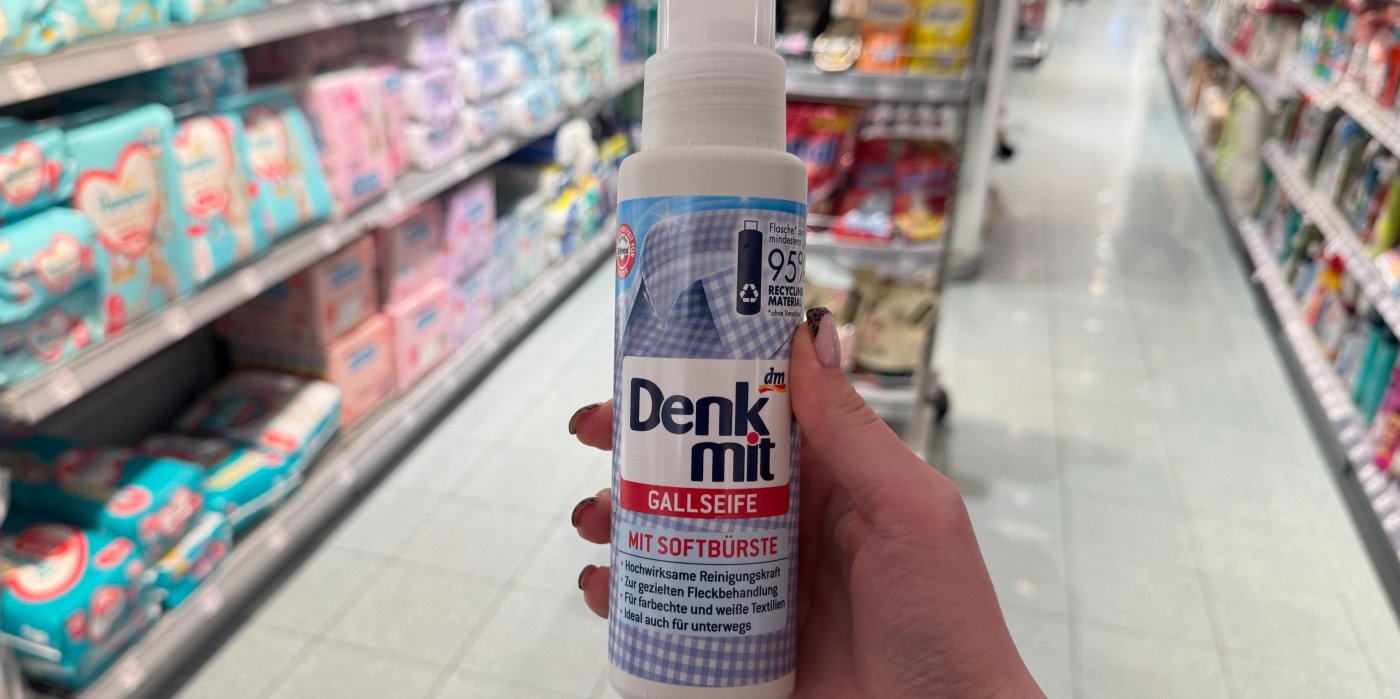 Flasche*
mindestens
95%
RECYCLING
MATERIAL
*ohne
dm
Denk
mit
GALLSEIFE
MIT SOFTBÜRSTE
• Hochwirksame Reinigungskraft
• Zur gezielten Fleckbehandlung
• Für farbechte und weiße Textilien
• Ideal auch für unterwegs
Pampers